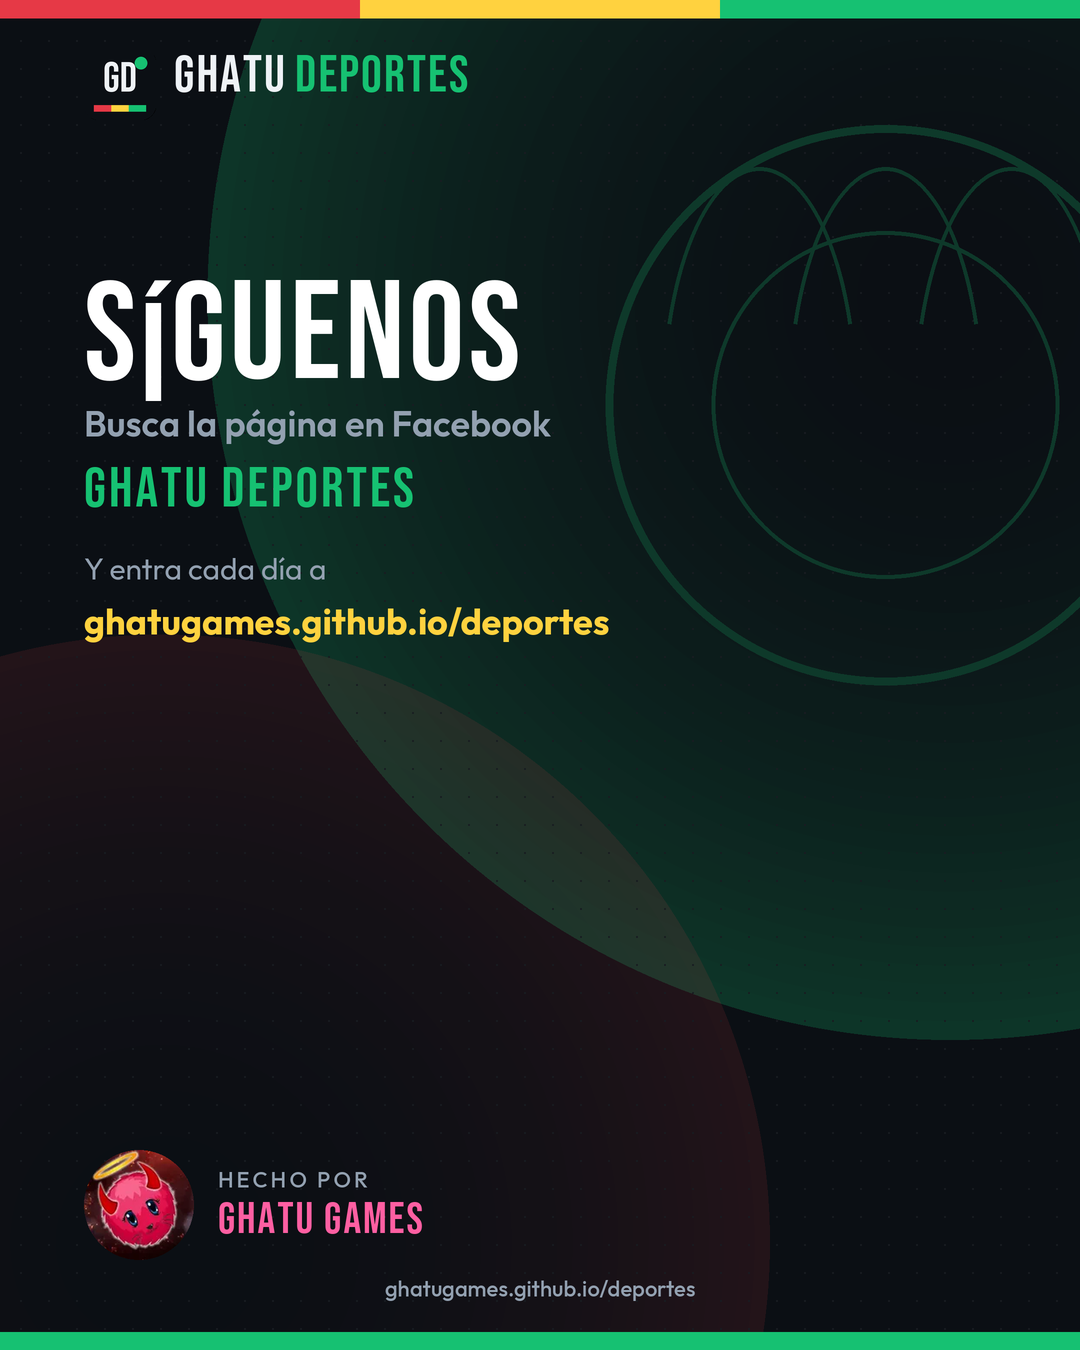 GD GHATU DEPORTES
SíGUENOS
Busca la página en Facebook
GHATU DEPORTES
Y entra cada día a
ghatugames.github.io/deportes
HECHO POR
GHATU GAMES
ghatugames.github.io/deportes